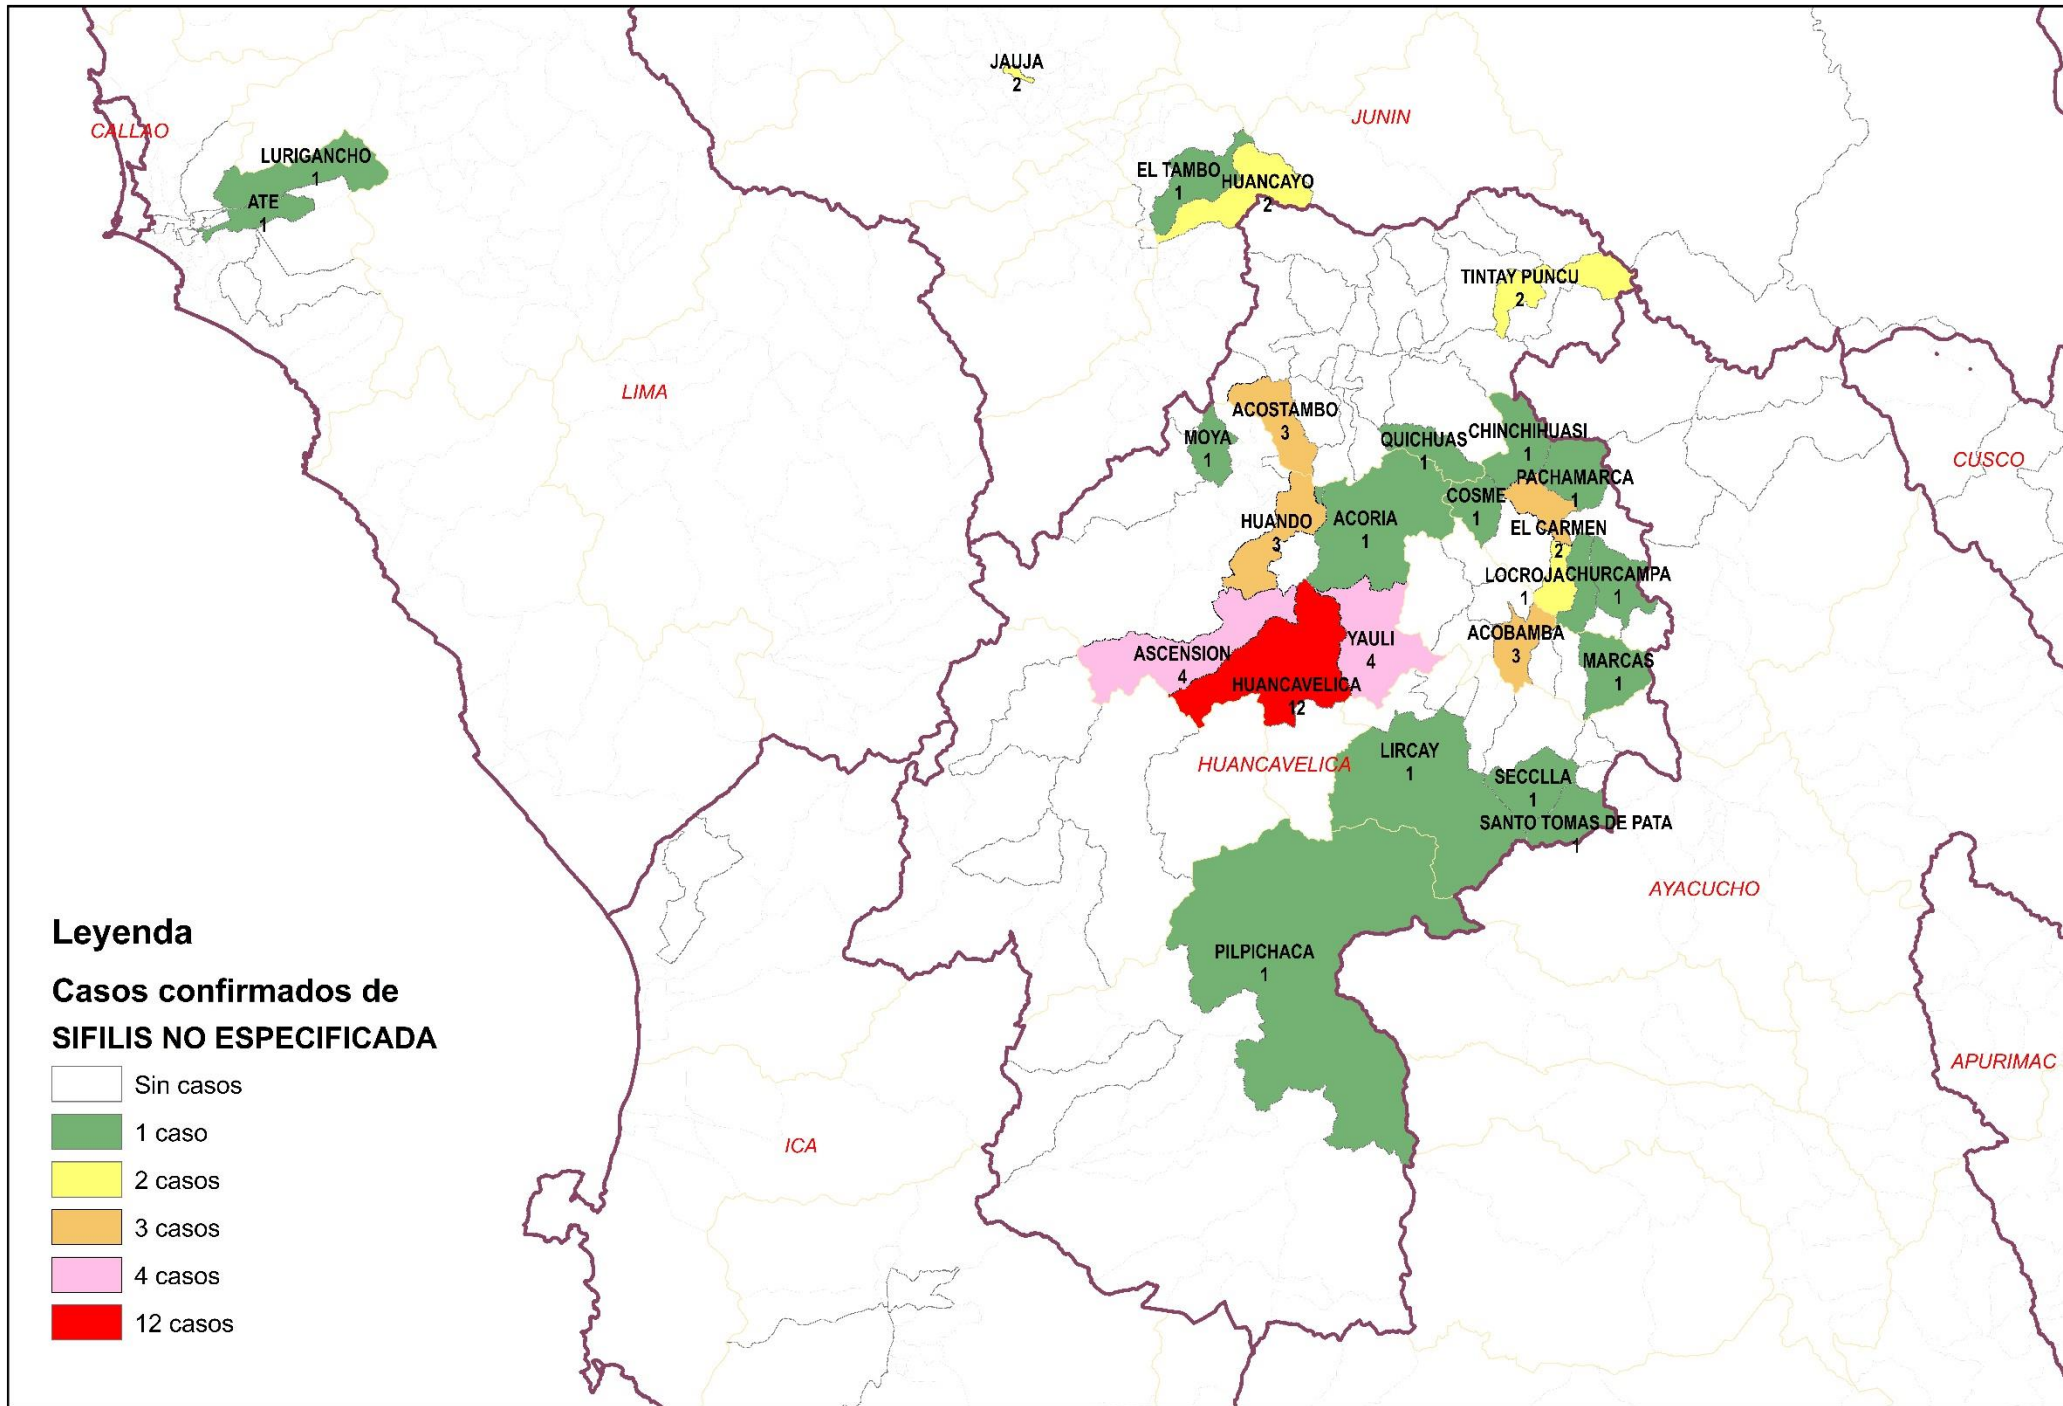 JAUJA
2
CALLAO
JUNIN
LURIGANCHO
1
EL TAMBO
1
HUANCAYO
2
ATE
1
TINTAY PUNCU
2
LIMA
ACOSTAMBO
3
MOYA
1
QUICHUAS
1
CHINCHIHUASI
1
CUSCO
PACHAMARCA
1
COSME
1
HUANDO
3
ACORIA
1
EL CARMEN
2
LOCROJA
1
CHURCAMPA
1
ACOBAMBA
3
YAULI
4
ASCENSION
4
MARCAS
1
HUANCAVELICA
12
HUANCAVELICA
LIRCAY
1
SECCLLA
1
SANTO TOMAS DE PATA
1
AYACUCHO
PILPICHACA
1
APURIMAC
ICA
Leyenda
Casos confirmados de
SIFILIS NO ESPECIFICADA
Sin casos
1 caso
2 casos
3 casos
4 casos
12 casos